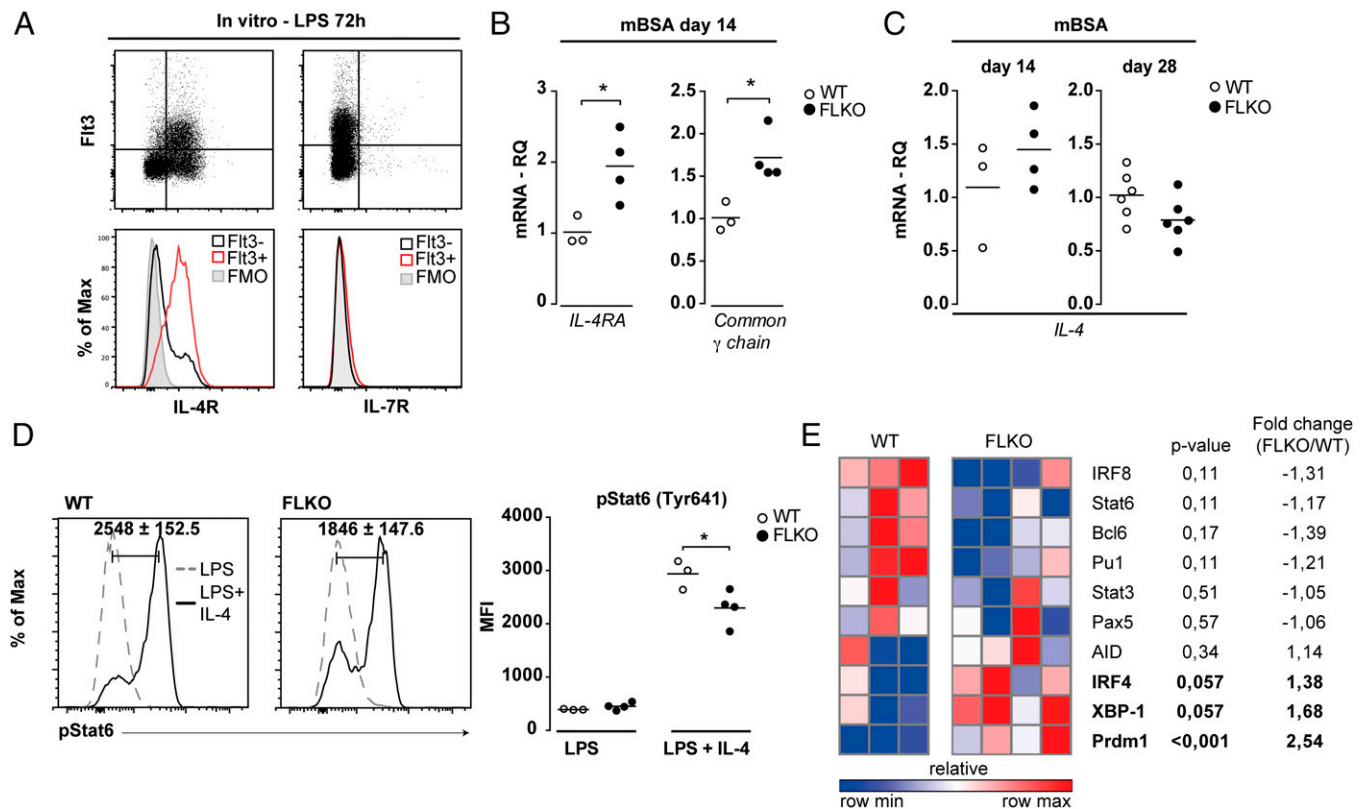 A
In vitro - LPS 72h
Flt3
% of Max
100
80
60
40
20
0
Flt3-
Flt3+
FMO
Flt3-
Flt3+
FMO
IL-4R
IL-7R
B
mBSA day 14
WT
FLKO
mRNA - RQ
3
2
1
0
*
IL-4RA
2.5
2.0
1.5
1.0
0.5
0.0
*
Common
γ chain
C
mBSA
day 14
day 28
WT
FLKO
mRNA - RQ
2.0
1.5
1.0
0.5
0.0
2.0
1.5
1.0
0.5
0.0
IL-4
D
WT
2548 ± 152.5
LPS
LPS+
IL-4
FLKO
1846 ± 147.6
% of Max
pStat6
pStat6 (Tyr641)
WT
FLKO
MFI
4000
3000
2000
1000
0
*
LPS
LPS + IL-4
E
WT
FLKO
p-value
Fold change
(FLKO/WT)
IRF8 0,11 -1,31
Stat6 0,11 -1,17
Bcl6 0,17 -1,39
Pu1 0,11 -1,21
Stat3 0,51 -1,05
Pax5 0,57 -1,06
AID 0,34 1,14
IRF4 0,057 1,38
XBP-1 0,057 1,68
Prdm1 <0,001 2,54
relative
row min
row max